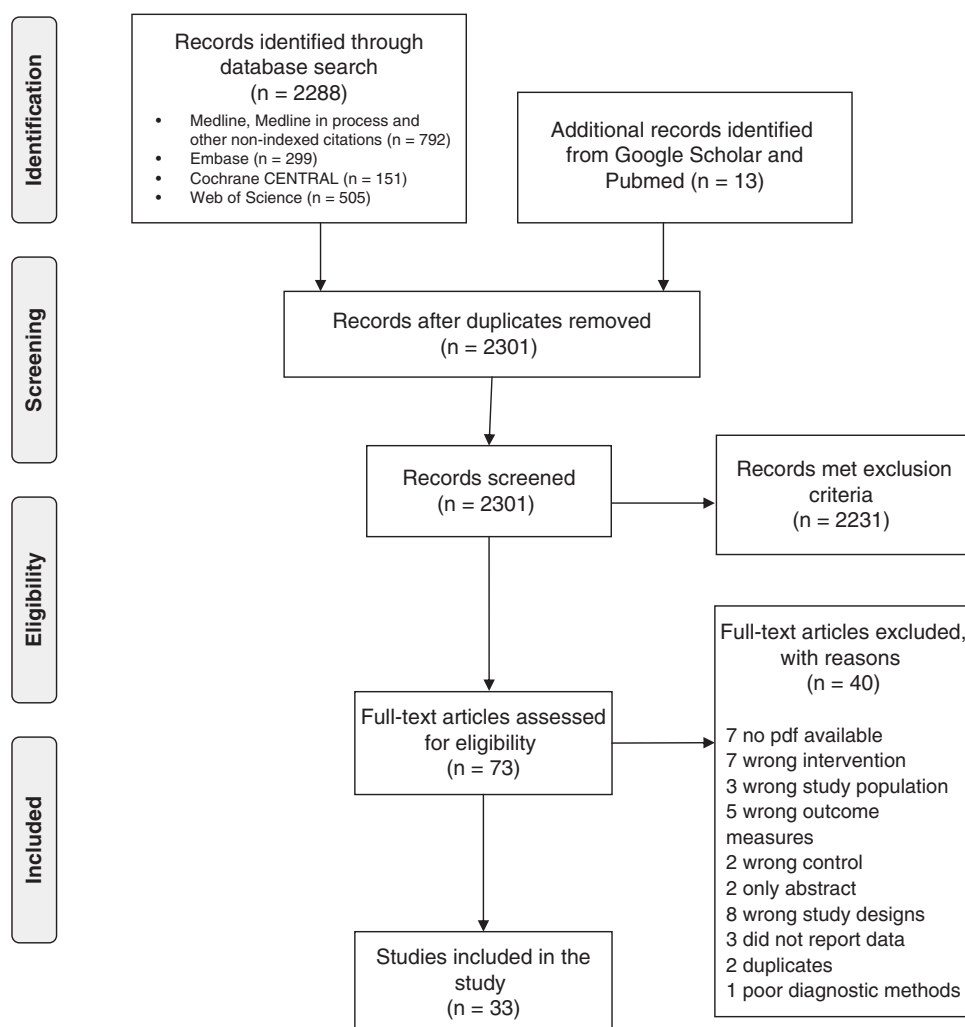 Identification
Records identified through
database search
(n = 2288)
• Medline, Medline in process and
other non-indexed citations (n = 792)
• Embase (n = 299)
• Cochrane CENTRAL (n = 151)
• Web of Science (n = 505)
Additional records identified
from Google Scholar and
Pubmed (n = 13)
Screening
Records after duplicates removed
(n = 2301)
Records screened
(n = 2301)
Records met exclusion
criteria
(n = 2231)
Eligibility
Full-text articles assessed
for eligibility
(n = 73)
Full-text articles excluded,
with reasons
(n = 40)
7 no pdf available
7 wrong intervention
3 wrong study population
5 wrong outcome
measures
2 wrong control
2 only abstract
8 wrong study designs
3 did not report data
2 duplicates
1 poor diagnostic methods
Included
Studies included in the
study
(n = 33)